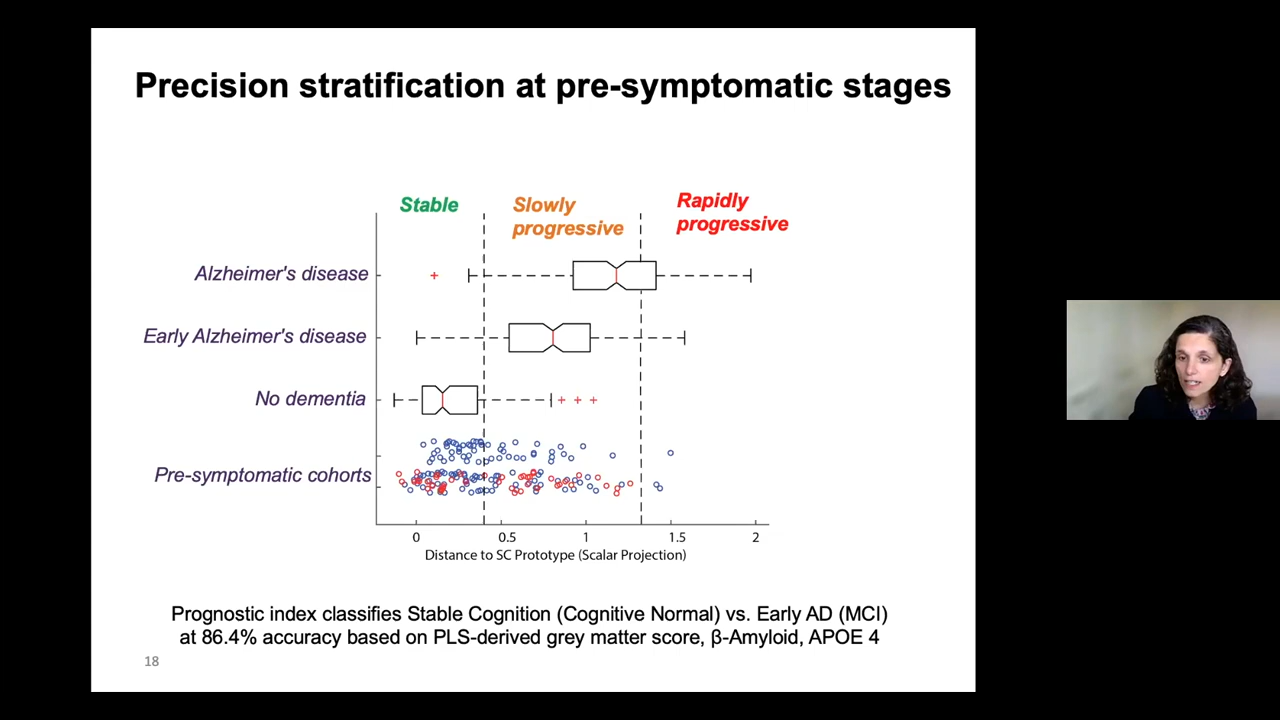 Precision stratification at pre-symptomatic stages
Stable
Slowly
progressive
Rapidly
progressive
Alzheimer's disease
Early Alzheimer's disease
No dementia
Pre-symptomatic cohorts
0
0.5
1
1.5
2
Distance to SC Prototype (Scalar Projection)
Prognostic index classifies Stable Cognition (Cognitive Normal) vs. Early AD (MCI)
at 86.4% accuracy based on PLS-derived grey matter score, β-Amyloid, APOE 4
18